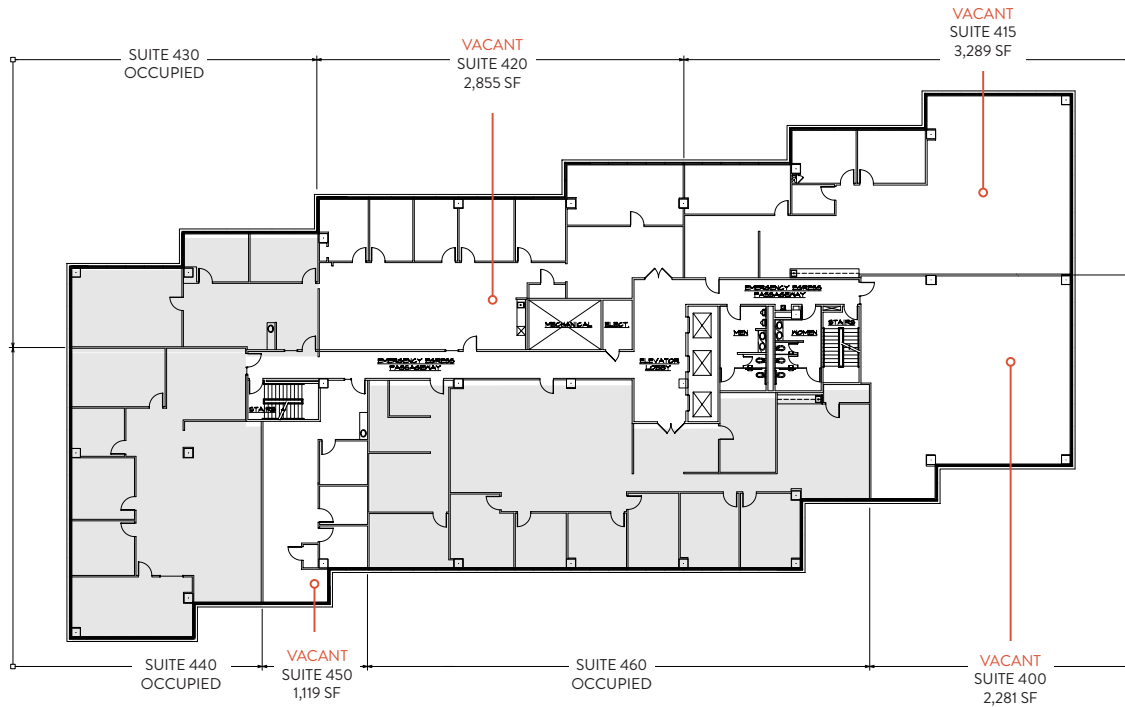 VACANT
SUITE 415
3,289 SF
SUITE 430
OCCUPIED
VACANT
SUITE 420
2,855 SF
EMERGENCY EGRESS
PASSAGEWAY
MECHANICAL
ELECT.
MEN
WOMEN
STAIRS
EMERGENCY EGRESS
PASSAGEWAY
ELEVATOR
LOBBY
STAIRS
SUITE 440
OCCUPIED
VACANT
SUITE 450
1,119 SF
SUITE 460
OCCUPIED
VACANT
SUITE 400
2,281 SF